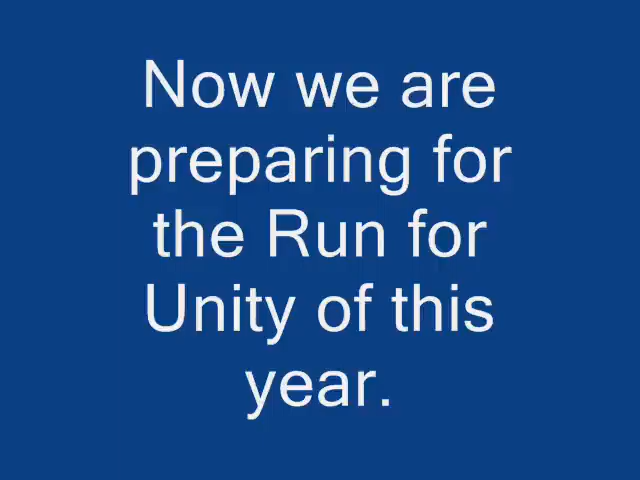 Now we are
preparing for
the Run for
Unity of this
year.